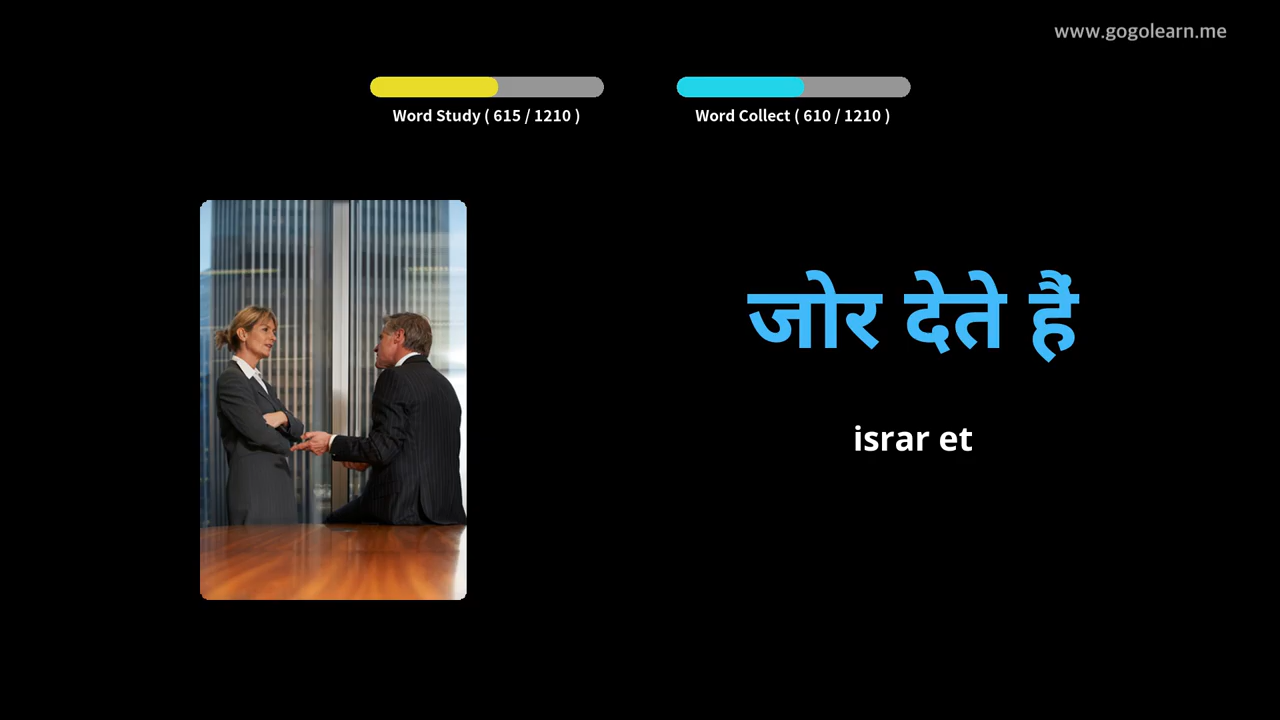 www.gogolearn.me
Word Study ( 615 / 1210 )
Word Collect ( 610 / 1210 )
जोर देते हैं
israr et